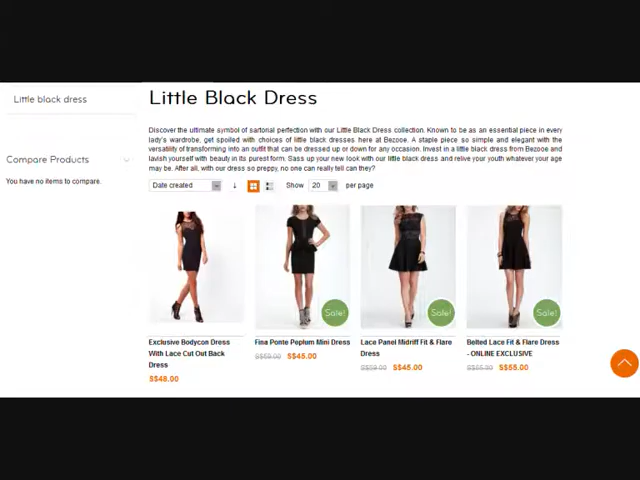 Little black dress
Little Black Dress
Discover the ultimate symbol of sartorial perfection with our Little Black Dress collection. Known to be as an essential piece in every
lady's wardrobe, get spoiled with choices of little black dresses here at Bezooe. A staple piece so simple and elegant with the
versatility of transforming into an outfit that can be dressed up or down for any occasion. Invest in a little black dress from Bezooe and
lavish yourself with beauty in its purest form. Sass up your new look with our little black dress and relive your youth whatever your age
may be. After all, with our dress so preppy, no one can really tell can they?
Compare Products
You have no items to compare.
Date created
Show 20 per page
Sale! Sale! Sale!
Exclusive Bodycon Dress
With Lace Cut Out Back
Dress
S$48.00
Fina Ponte Peplum Mini Dress
S$59.00 S$45.00
Lace Panel Midriff Fit & Flare
Dress
S$59.00 S$45.00
Belted Lace Fit & Flare Dress
- ONLINE EXCLUSIVE
S$55.00